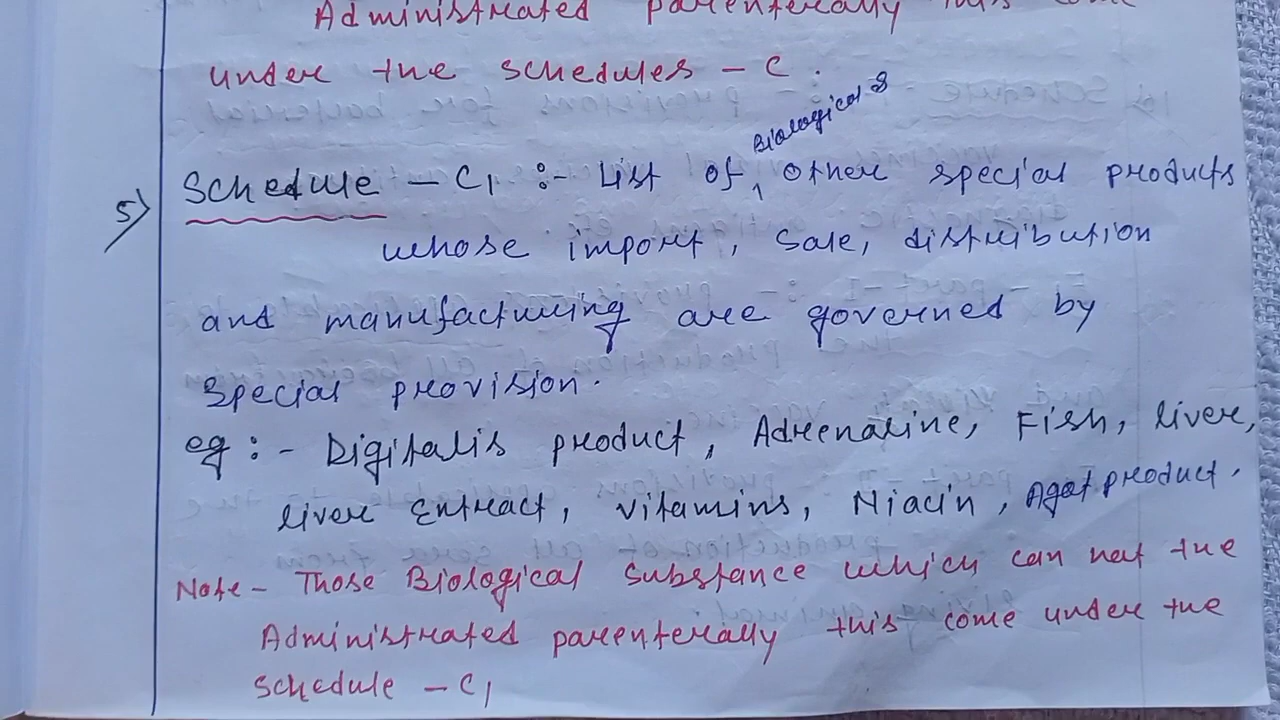 Administrated parenterally this come
under the schedules - C.
5) Schedule - C1 :- List of, Biological & other special products
whose import, sale, distribution
and manufacturing are governed by
special provision.
eg :- Digitalis product, Adrenaline, Fish, liver,
liver Extract, vitamins, Niacin, Agot product.
Note - Those Biological Substance which can not the
Administrated parenterally this come under the
schedule - C1